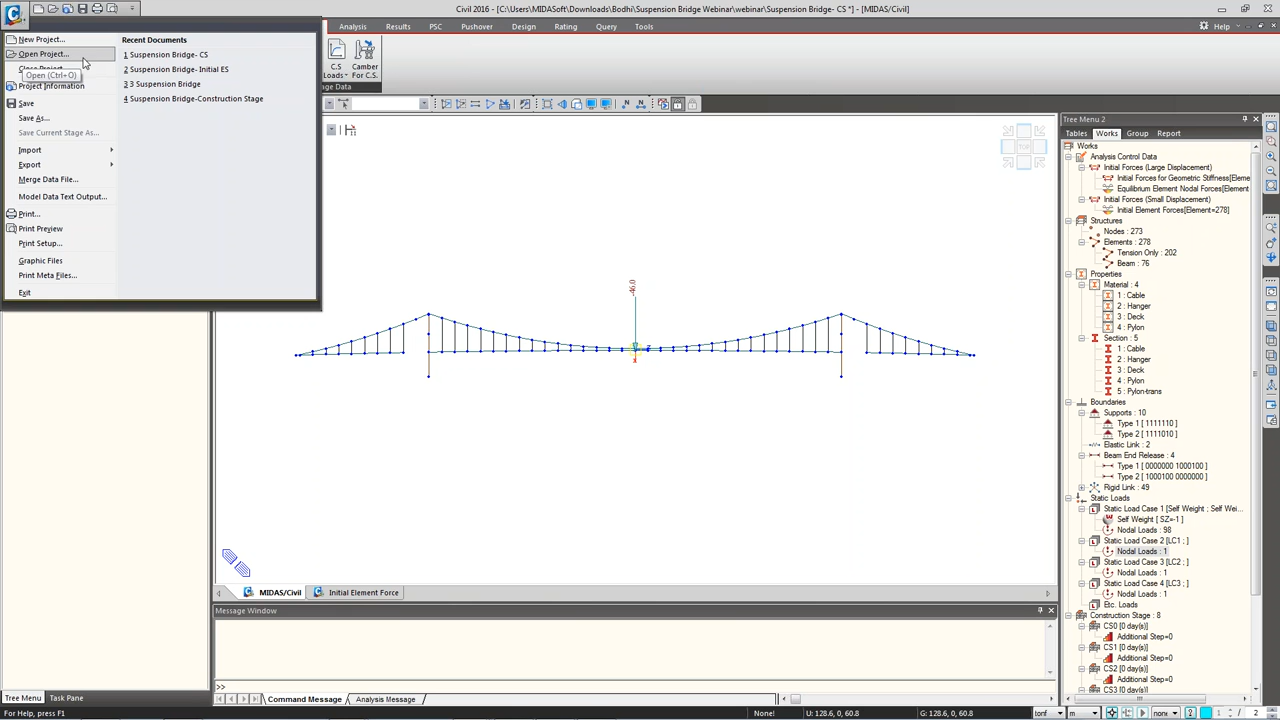 Civil 2016 - [C:\Users\MIDASoft\Downloads\Bodhi\Suspension Bridge Webinar\webinar\Suspension Bridge- CS *] - [MIDAS/Civil]
Analysis Results PSC Pushover Design Rating Query Tools Help
New Project...
Open Project...
Open (Ctrl+O)
Project Information
Save
Save As...
Save Current Stage As...
Import
Export
Merge Data File...
Model Data Text Output...
Print...
Print Preview
Print Setup...
Graphic Files
Print Meta Files...
Exit
Recent Documents
1 Suspension Bridge- CS
2 Suspension Bridge- Initial ES
3 3 Suspension Bridge
4 Suspension Bridge-Construction Stage
C.S Loads
Camber For C.S.
ge Data
TOP
-46.0
Tree Menu 2
Tables Works Group Report
Works
Analysis Control Data
Initial Forces (Large Displacement)
Initial Forces for Geometric Stiffness[Elemen
Equilibrium Element Nodal Forces[Element
Initial Forces (Small Displacement)
Initial Element Forces[Element=278]
Structures
Nodes : 273
Elements : 278
Tension Only : 202
Beam : 76
Properties
Material : 4
1 : Cable
2 : Hanger
3 : Deck
4 : Pylon
Section : 5
1 : Cable
2 : Hanger
3 : Deck
4 : Pylon
5 : Pylon-trans
Boundaries
Supports : 10
Type 1 [ 1111110 ]
Type 2 [ 1111010 ]
Elastic Link : 2
Beam End Release : 4
Type 1 [ 0000000 1000100 ]
Type 2 [ 1000100 0000000 ]
Rigid Link : 49
Static Loads
Static Load Case 1 [Self Weight ; Self Wei...
Self Weight [ SZ=-1 ]
Nodal Loads : 98
Static Load Case 2 [LC1 ; ]
Nodal Loads : 1
Static Load Case 3 [LC2 ; ]
Nodal Loads : 1
Static Load Case 4 [LC3 ; ]
Nodal Loads : 1
Etc. Loads
Construction Stage : 8
CS0 [0 day(s)]
Additional Step=0
CS1 [0 day(s)]
Additional Step=0
CS2 [0 day(s)]
Additional Step=0
CS3 [0 day(s)]
MIDAS/Civil Initial Element Force
Message Window
>>
Tree Menu Task Pane
Command Message Analysis Message
For Help, press F1
None! U: 128.6, 0, 60.8 G: 128.6, 0, 60.8 tonf m none 1 / 2